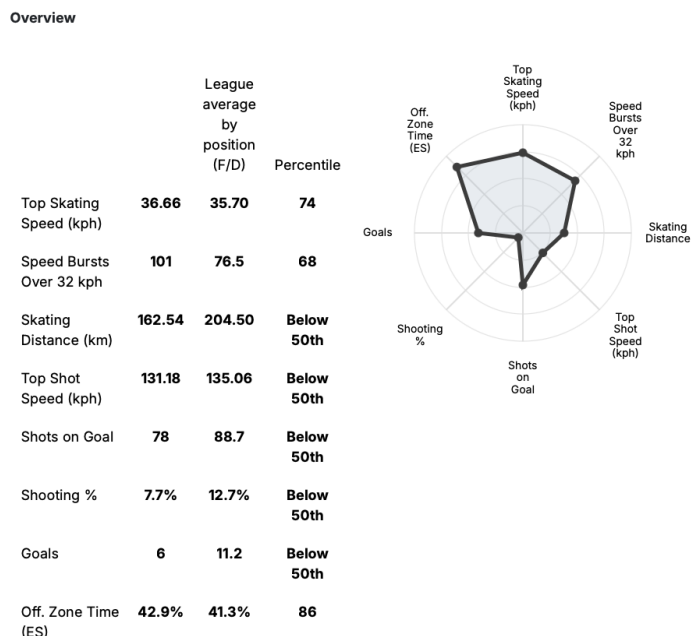 Overview
League
average
by
position
(F/D) Percentile
Top Skating 36.66 35.70 74
Speed (kph)
Speed Bursts 101 76.5 68
Over 32 kph
Skating 162.54 204.50 Below
Distance (km) 50th
Top Shot 131.18 135.06 Below
Speed (kph) 50th
Shots on Goal 78 88.7 Below
50th
Shooting % 7.7% 12.7% Below
50th
Goals 6 11.2 Below
50th
Off. Zone Time 42.9% 41.3% 86
(ES)
Top
Skating
Speed
(kph)
Speed
Bursts
Over
32
kph
Skating
Distance
Top
Shot
Speed
(kph)
Shots
on
Goal
Shooting
%
Goals
Off.
Zone
Time
(ES)